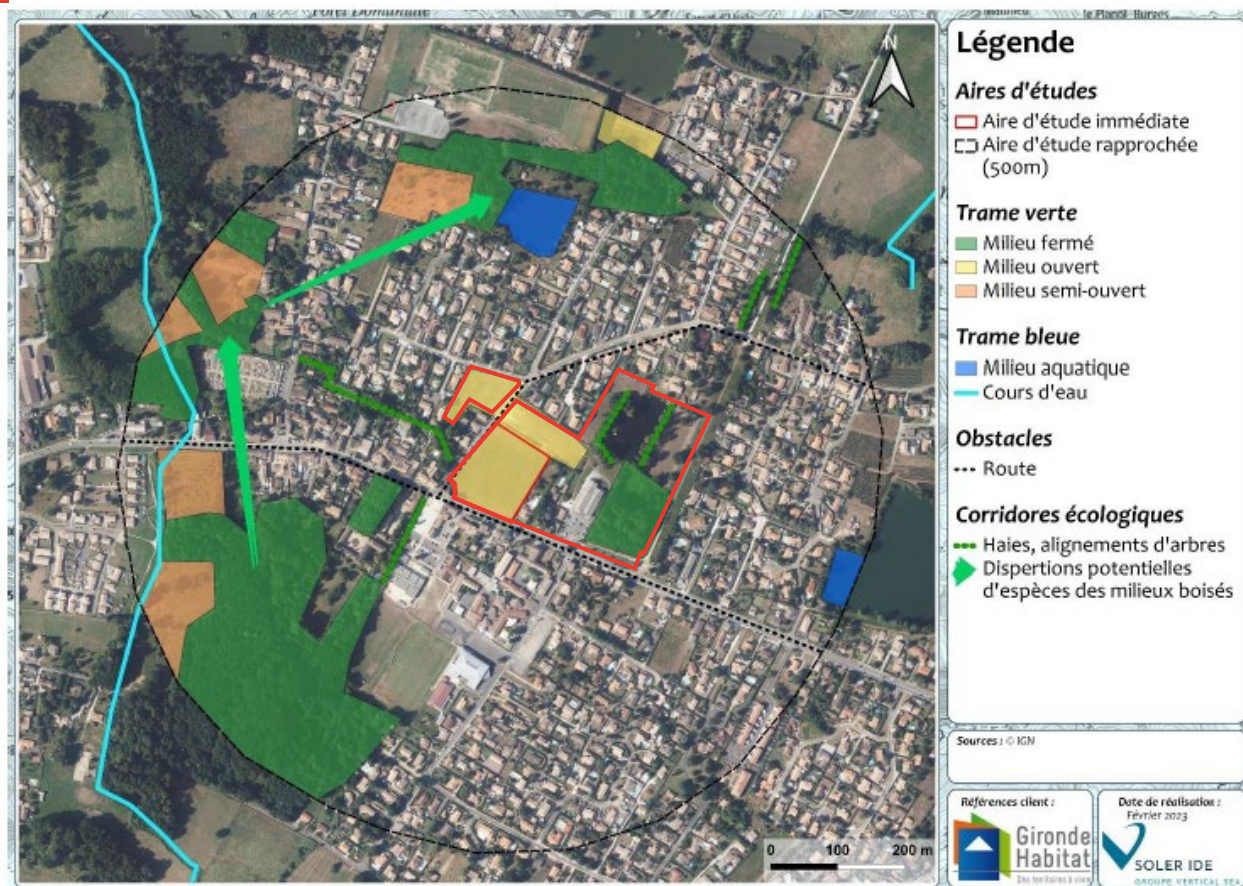 Légende
Aires d'études
Aire d'étude immédiate
Aire d'étude rapprochée
(500m)
Trame verte
Milieu fermé
Milieu ouvert
Milieu semi-ouvert
Trame bleue
Milieu aquatique
Cours d'eau
Obstacles
Route
Corridores écologiques
Haies, alignements d'arbres
Dispertions potentielles
d'espèces des milieux boisés
Sources : © IGN
Références client :
Gironde
Habitat
Des territoires à vivre
Date de réalisation :
Février 2023
SOLER IDE
GROUPE VERTICAL SEA
N
0 100 200 m